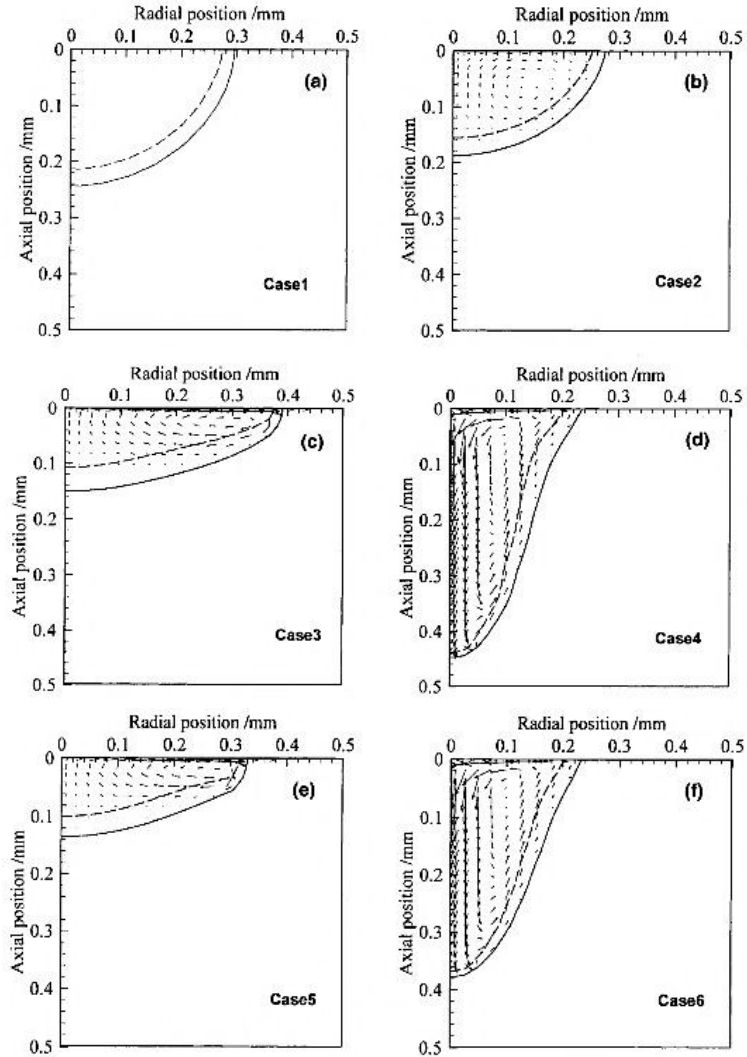 Radial position /mm
0 0.1 0.2 0.3 0.4 0.5
Axial position /mm
0
0.1
0.2
0.3
0.4
0.5
(a)
Case1
Radial position /mm
0 0.1 0.2 0.3 0.4 0.5
Axial position /mm
0
0.1
0.2
0.3
0.4
0.5
(b)
Case2
Radial position /mm
0 0.1 0.2 0.3 0.4 0.5
Axial position /mm
0
0.1
0.2
0.3
0.4
0.5
(c)
Case3
Radial position /mm
0 0.1 0.2 0.3 0.4 0.5
Axial position /mm
0
0.1
0.2
0.3
0.4
0.5
(d)
Case4
Radial position /mm
0 0.1 0.2 0.3 0.4 0.5
Axial position /mm
0
0.1
0.2
0.3
0.4
0.5
(e)
Case5
Radial position /mm
0 0.1 0.2 0.3 0.4 0.5
Axial position /mm
0
0.1
0.2
0.3
0.4
0.5
(f)
Case6